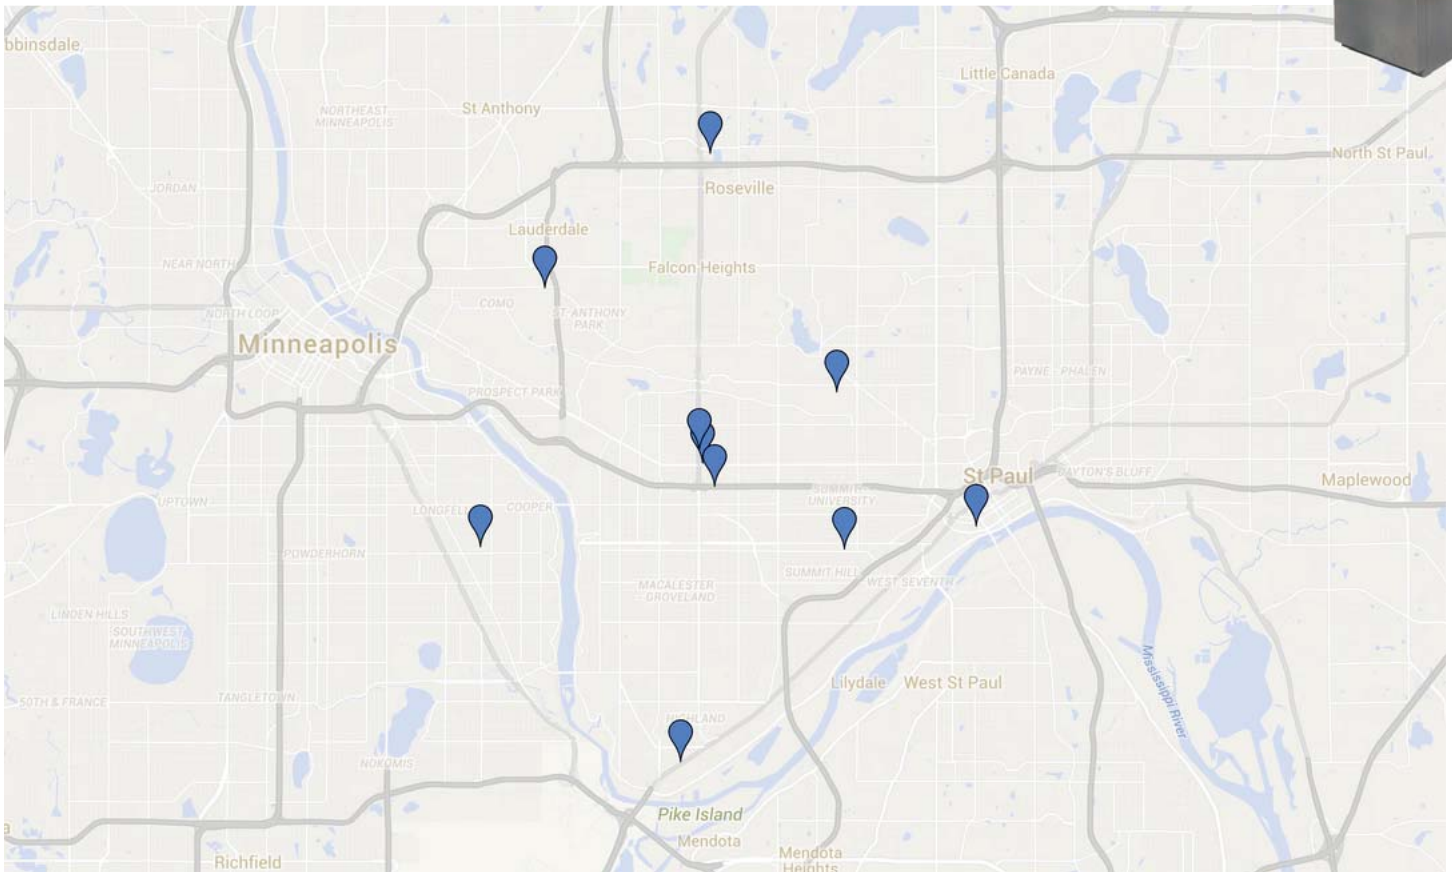 bbinsdale
Little Canada
St Anthony
NORTHEAST
MINNEAPOLIS
North St Paul
JORDAN
Roseville
Lauderdale
NEAR NORTH
Falcon Heights
COMO
ST. ANTHONY
PARK
NORTH LOOP
Minneapolis
PAYNE - PHALEN
PROSPECT PARK
St Paul
DAYTON'S BLUFF
Maplewood
SUMMIT-
UNIVERSITY
UPTOWN
LONGFELLOW
COOPER
POWDERHORN
SUMMIT HILL
WEST SEVENTH
MACALESTER
- GROVELAND
LINDEN HILLS
SOUTHWEST
MINNEAPOLIS
Lilydale
West St Paul
Mississippi River
50TH & FRANCE
TANGLETOWN
HIGHLAND
NOKOMIS
Pike Island
a
Mendota
Richfield
Mendota
Heights